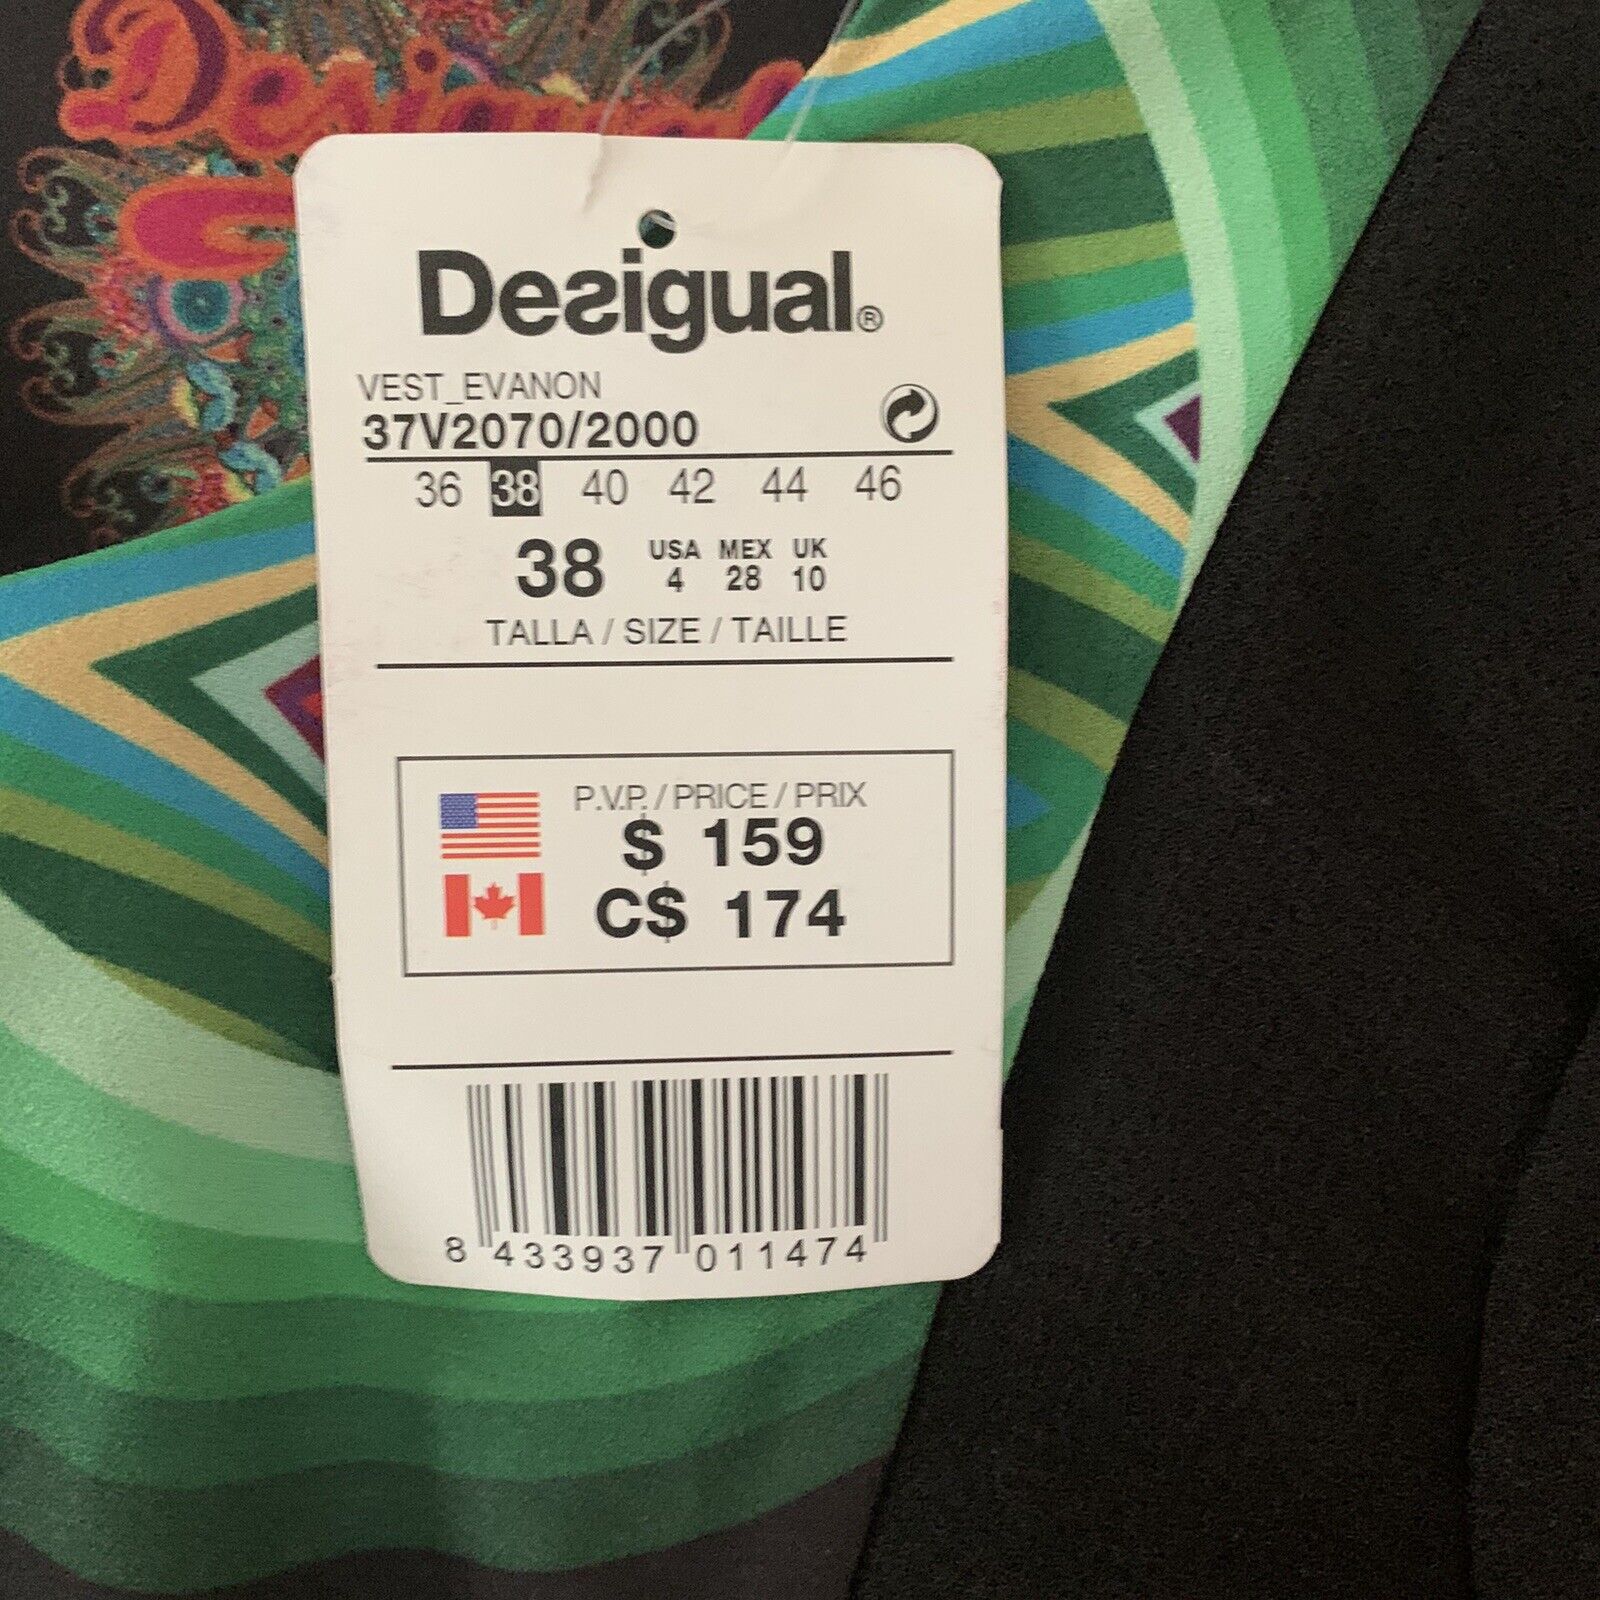 Desigual
Desigual®
VEST_EVANON
37V2070/2000
36 38 40 42 44 46
38 USA MEX UK
4 28 10
TALLA / SIZE / TAILLE
P.V.P. / PRICE / PRIX
$ 159
C$ 174
8 433937 011474